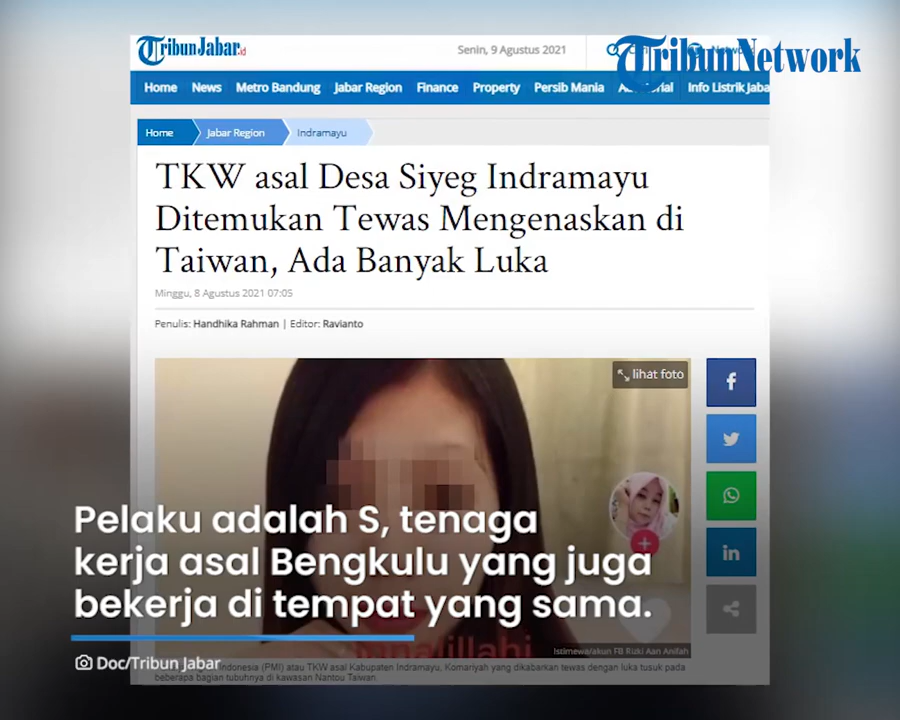 TribunJabar.id
Senin, 9 Agustus 2021
TribunNetwork
Home News Metro Bandung Jabar Region Finance Property Persib Mania Info Listrik Jaba
Home Jabar Region Indramayu
TKW asal Desa Siyeg Indramayu
Ditemukan Tewas Mengenaskan di
Taiwan, Ada Banyak Luka
Minggu, 8 Agustus 2021 07:05
Penulis: Handhika Rahman | Editor: Ravianto
lihat foto
Pelaku adalah S, tenaga
kerja asal Bengkulu yang juga
bekerja di tempat yang sama.
Istimewa/akun FB Rizki Aan Anifah
Doc/Tribun Jabar
Indonesia (PMI) atau TKW asal Kabupaten Indramayu, Komariyah yang dikabarkan tewas dengan luka tusuk pada
beberapa bagian tubuhnya di kawasan Nantou Taiwan.